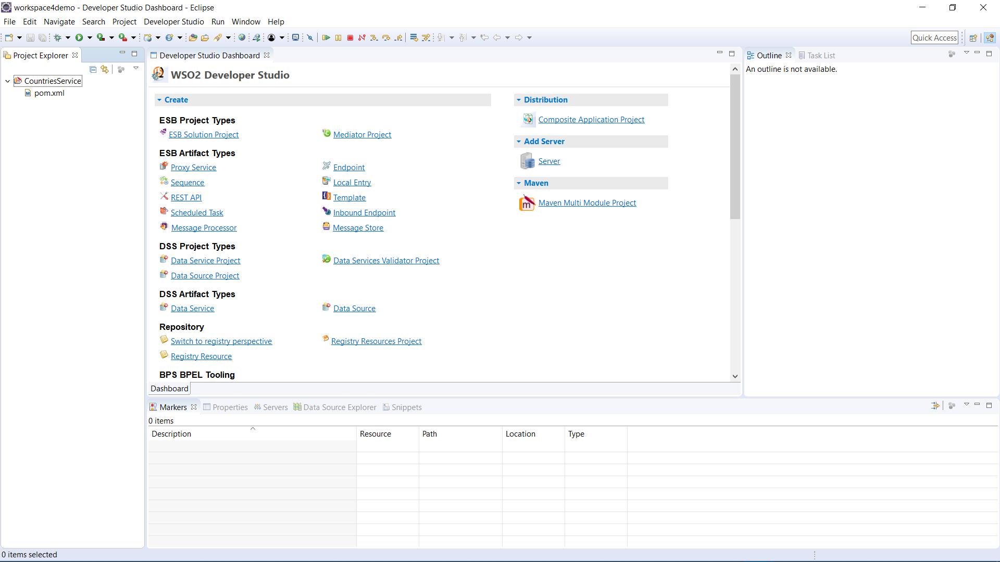 workspace4demo - Developer Studio Dashboard - Eclipse
File Edit Navigate Search Project Developer Studio Run Window Help
Quick Access
Project Explorer
CountriesService
pom.xml
Developer Studio Dashboard
WSO2 Developer Studio
Create
ESB Project Types
ESB Solution Project
Mediator Project
ESB Artifact Types
Proxy Service
Endpoint
Sequence
Local Entry
REST API
Template
Scheduled Task
Inbound Endpoint
Message Processor
Message Store
DSS Project Types
Data Service Project
Data Services Validator Project
Data Source Project
DSS Artifact Types
Data Service
Data Source
Repository
Switch to registry perspective
Registry Resources Project
Registry Resource
BPS BPEL Tooling
Distribution
Composite Application Project
Add Server
Server
Maven
Maven Multi Module Project
Dashboard
Outline
Task List
An outline is not available.
Markers
Properties
Servers
Data Source Explorer
Snippets
0 items
Description Resource Path Location Type
0 items selected